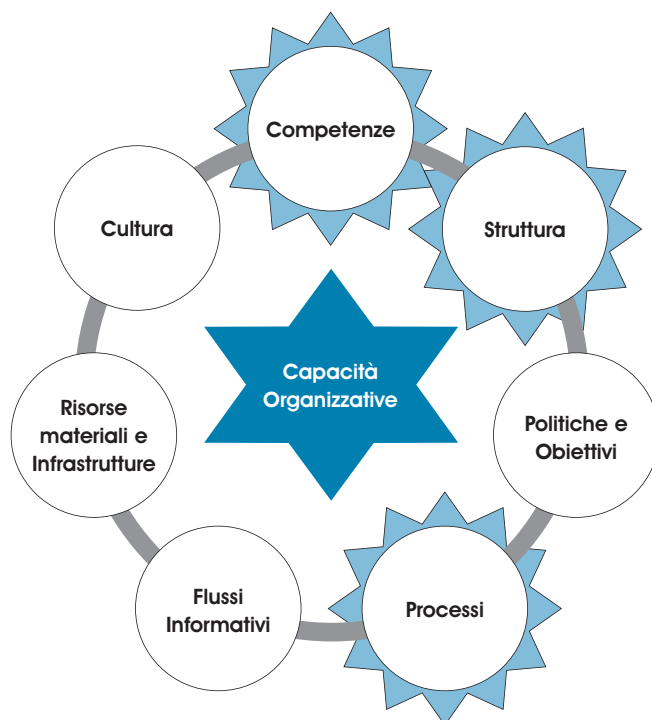 Competenze
Cultura
Struttura
Capacità
Organizzative
Risorse
materiali e
Infrastrutture
Politiche e
Obiettivi
Flussi
Informativi
Processi